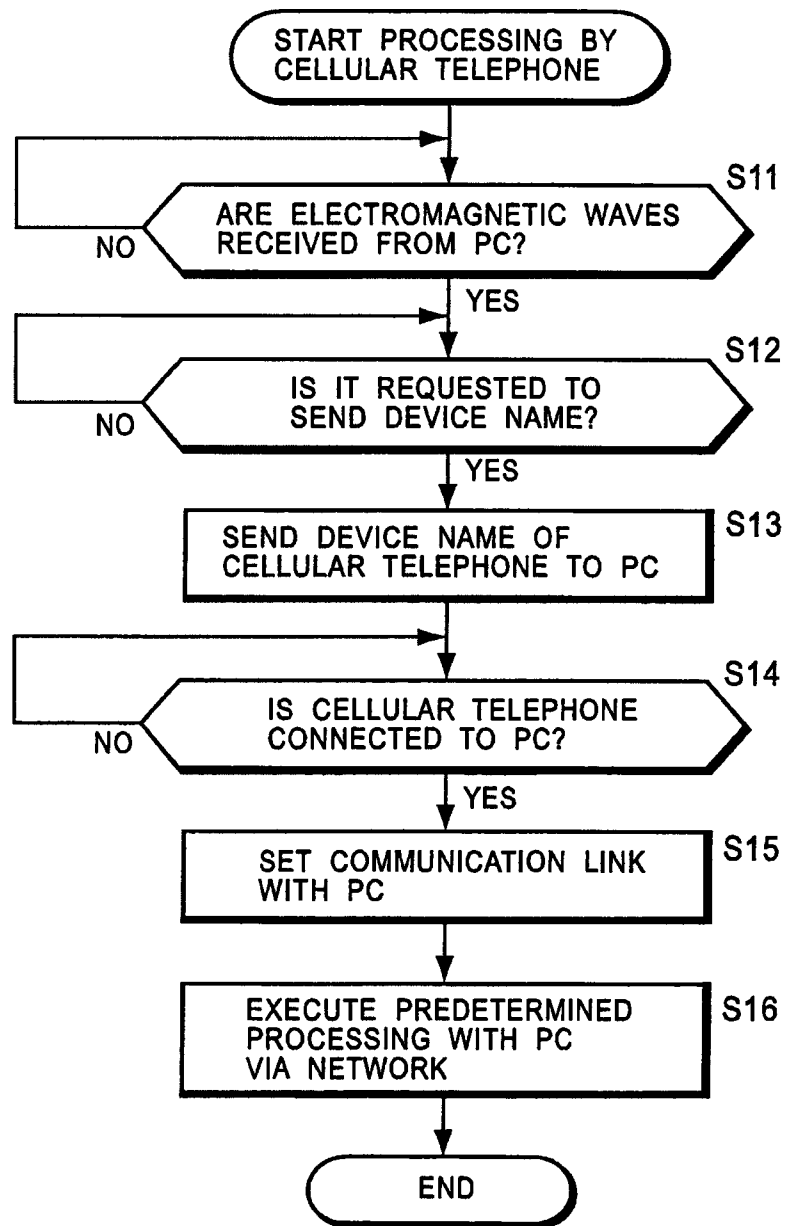 START PROCESSING BY
CELLULAR TELEPHONE
S11
ARE ELECTROMAGNETIC WAVES
RECEIVED FROM PC?
NO
YES
S12
IS IT REQUESTED TO
SEND DEVICE NAME?
NO
YES
S13
SEND DEVICE NAME OF
CELLULAR TELEPHONE TO PC
S14
IS CELLULAR TELEPHONE
CONNECTED TO PC?
NO
YES
S15
SET COMMUNICATION LINK
WITH PC
S16
EXECUTE PREDETERMINED
PROCESSING WITH PC
VIA NETWORK
END